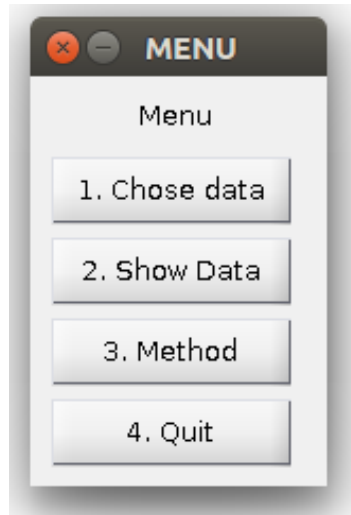 MENU
Menu
1. Chose data
2. Show Data
3. Method
4. Quit